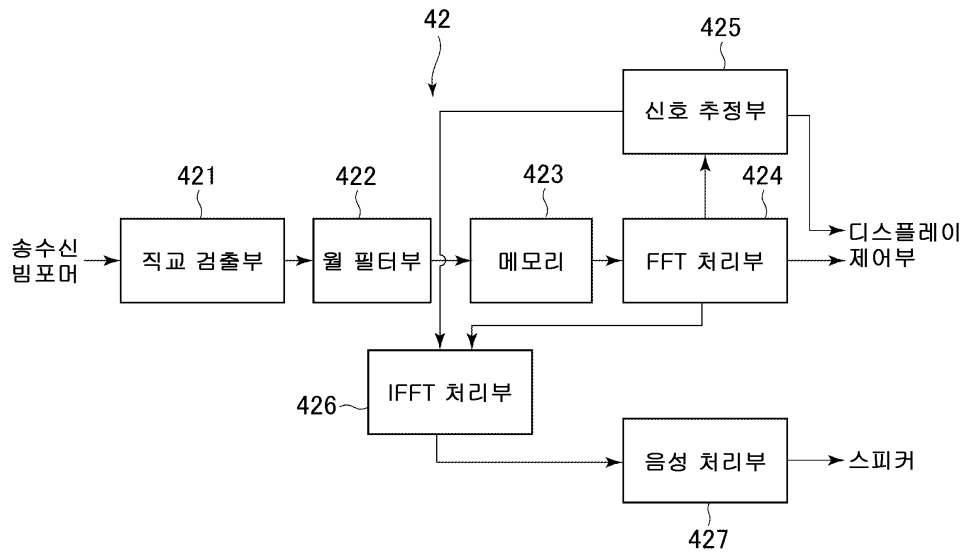 42
425
신호 추정부
421
422
423
424
송수신
빔포머
직교 검출부
월 필터부
메모리
FFT 처리부
디스플레이
제어부
IFFT 처리부
426
음성 처리부
스피커
427